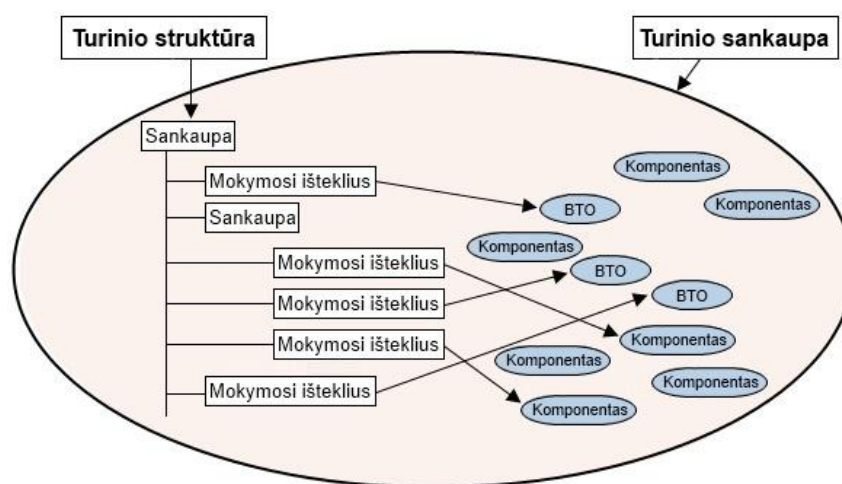 Turinio struktūra
Turinio sankaupa
Sankaupa
Mokymosi išteklius
Sankaupa
Mokymosi išteklius
Mokymosi išteklius
Mokymosi išteklius
Mokymosi išteklius
Komponentas
Komponentas
BTO
Komponentas
BTO
BTO
Komponentas
Komponentas
Komponentas
Komponentas